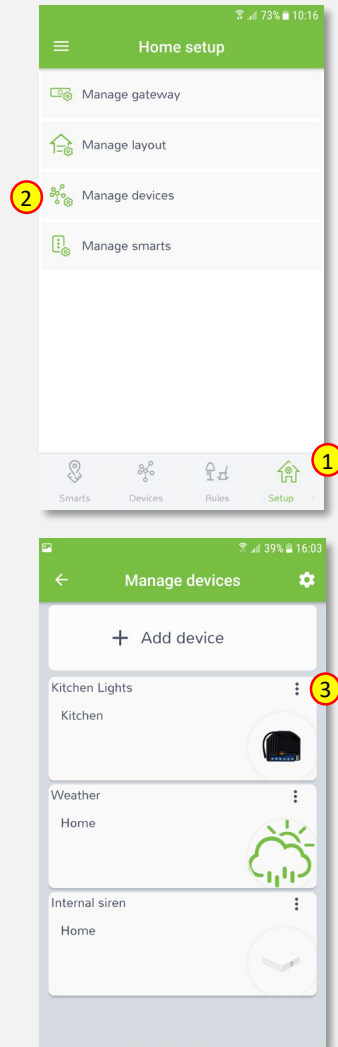 73% 10:16
Home setup
Manage gateway
Manage layout
2
Manage devices
Manage smarts
1
Smarts
Devices
Rules
Setup
39% 16:03
Manage devices
+ Add device
Kitchen Lights
3
Kitchen
Weather
Home
Internal siren
Home